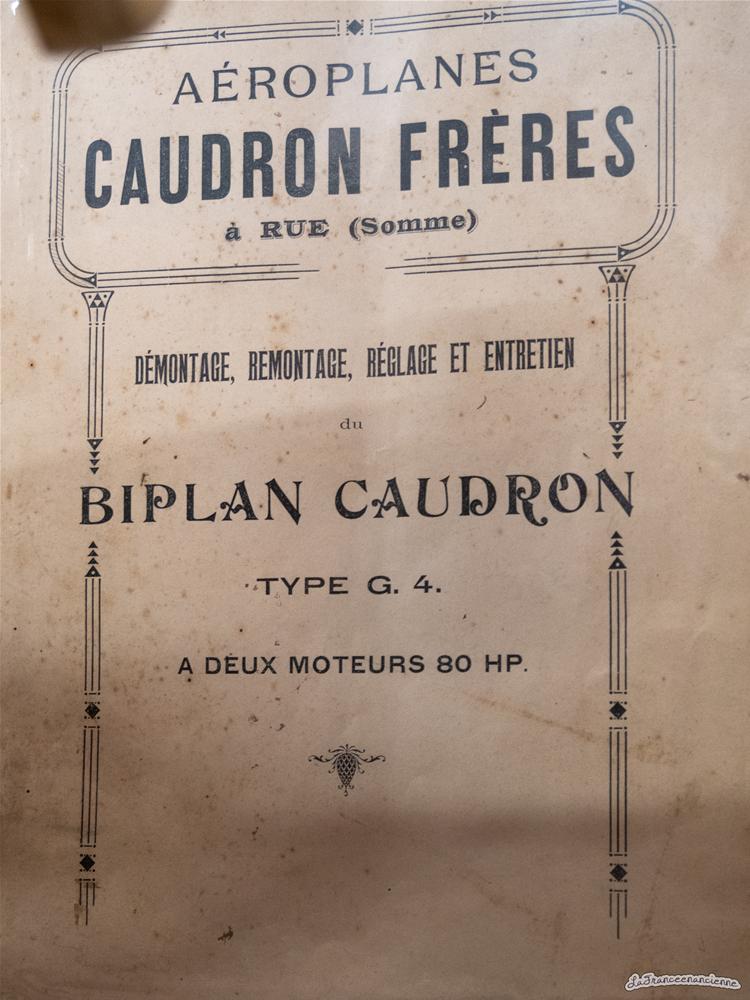 AÉROPLANES
CAUDRON FRÈRES
à RUE (Somme)
DÉMONTAGE, REMONTAGE, RÉGLAGE ET ENTRETIEN
du
BIPLAN CAUDRON
TYPE G. 4.
A DEUX MOTEURS 80 HP.
LaFranceenancienne